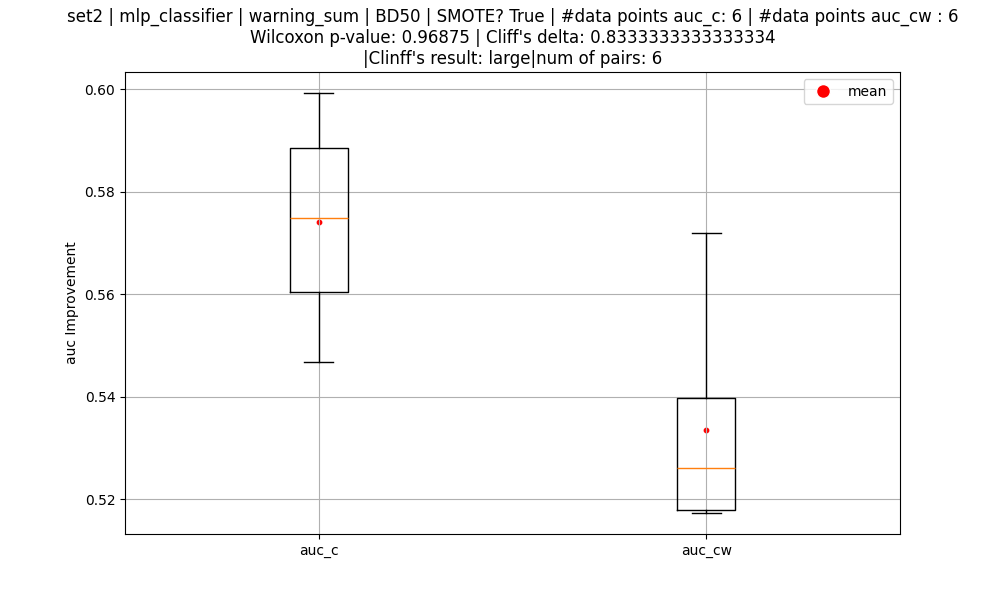 set2 | mlp_classifier | warning_sum | BD50 | SMOTE? True | #data points auc_c: 6 | #data points auc_cw : 6
Wilcoxon p-value: 0.96875 | Cliff's delta: 0.8333333333333334
|Clinff's result: large|num of pairs: 6
mean
0.60
0.58
0.56
0.54
0.52
auc Improvement
auc_c
auc_cw